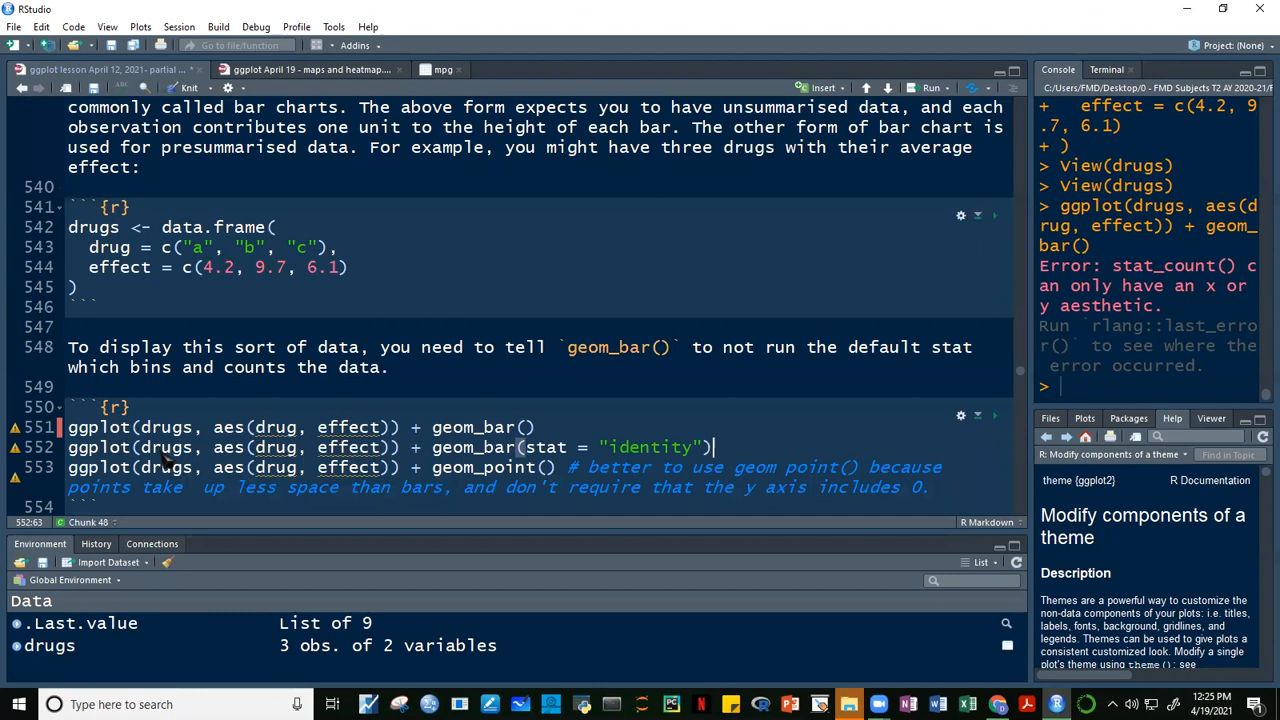 RStudio
File Edit Code View Plots Session Build Debug Profile Tools Help
Go to file/function Addins Project: (None)
ggplot lesson April 12, 2021- partial ... * ggplot April 19 - maps and heatmap.... mpg
Knit Insert Run
commonly called bar charts. The above form expects you to have unsummarised data, and each
observation contributes one unit to the height of each bar. The other form of bar chart is
used for presummarised data. For example, you might have three drugs with their average
effect:
540
541 ```{r}
542 drugs <- data.frame(
543 drug = c("a", "b", "c"),
544 effect = c(4.2, 9.7, 6.1)
545 )
546 ```
547
548 To display this sort of data, you need to tell `geom_bar()` to not run the default stat
which bins and counts the data.
549
550 ```{r}
551 ggplot(drugs, aes(drug, effect)) + geom_bar()
552 ggplot(drugs, aes(drug, effect)) + geom_bar(stat = "identity")
553 ggplot(drugs, aes(drug, effect)) + geom_point() # better to use geom point() because
points take up less space than bars, and don't require that the y axis includes 0.
554 ```
552:63 Chunk 48 R Markdown
Environment History Connections
Import Dataset List
Global Environment
Data
.Last.value List of 9
drugs 3 obs. of 2 variables
Console Terminal
C:/Users/FMD/Desktop/0 - FMD Subjects T2 AY 2020-21/F
+ effect = c(4.2, 9
.7, 6.1)
+ )
> View(drugs)
> View(drugs)
> ggplot(drugs, aes(d
rug, effect)) + geom_
bar()
Error: stat_count() c
an only have an x or
y aesthetic.
Run `rlang::last_erro
r()` to see where the
error occurred.
>
Files Plots Packages Help Viewer
R: Modify components of a theme Find in Topic
theme {ggplot2} R Documentation
Modify components of a
theme
Description
Themes are a powerful way to customize the
non-data components of your plots: i.e. titles,
labels, fonts, background, gridlines, and
legends. Themes can be used to give plots a
consistent customized look. Modify a single
plot's theme using theme(); see
Type here to search
12:25 PM
4/19/2021